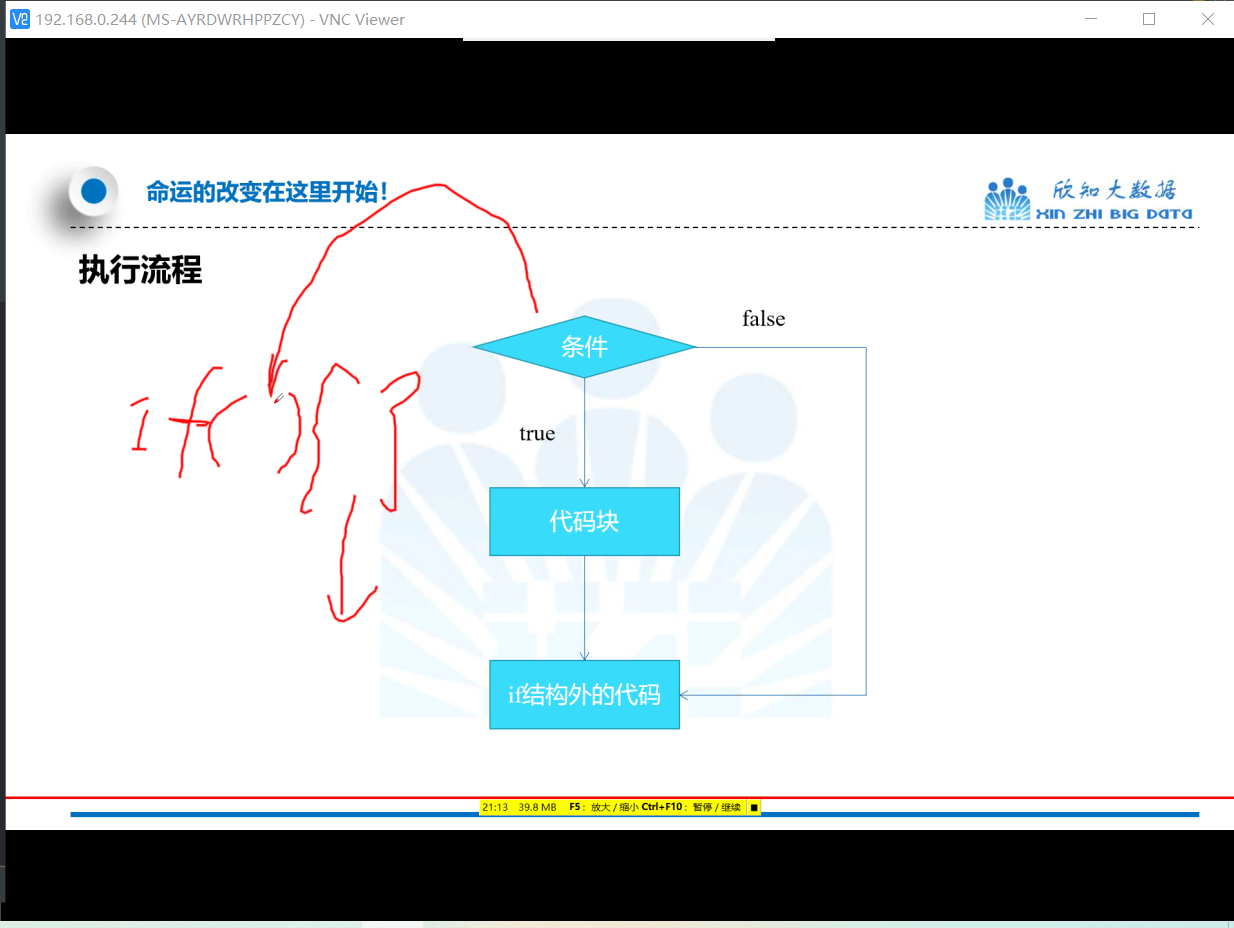 192.168.0.244 (MS-AYRDWRHPPZCY) - VNC Viewer
命运的改变在这里开始！
欣知大数据
XIN ZHI BIG DATA
执行流程
false
条件
If(){}
true
代码块
if结构外的代码
21:13 39.8 MB F5：放大 / 缩小 Ctrl+F10：暂停 / 继续